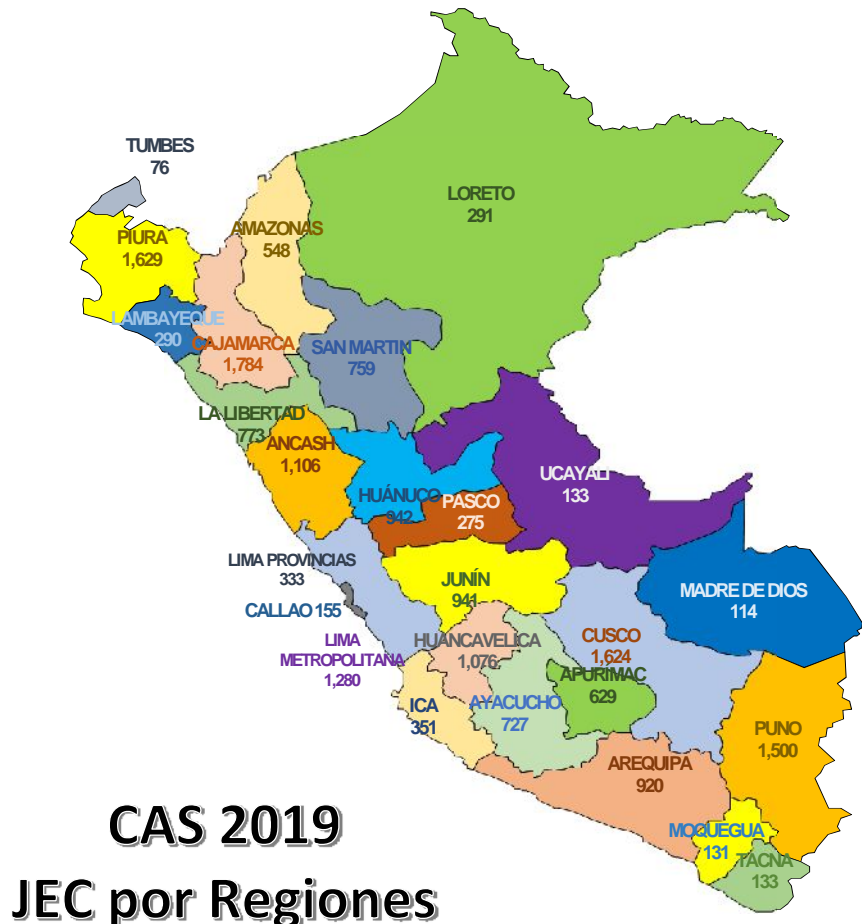 TUMBES
76
LORETO
291
AMAZONAS
548
PIURA
1,629
LAMBAYEQUE
290
CAJAMARCA
1,784
SAN MARTIN
759
LA LIBERTAD
773
ANCASH
1,106
HUÁNUCO
942
PASCO
275
UCAYALI
133
LIMA PROVINCIAS
333
JUNÍN
941
MADRE DE DIOS
114
CALLAO 155
LIMA
METROPOLITANA
1,280
HUANCAVELICA
1,076
CUSCO
1,624
APURÍMAC
629
ICA
351
AYACUCHO
727
PUNO
1,500
AREQUIPA
920
MOQUEGUA
131
TACNA
133
CAS 2019
JEC por Regiones